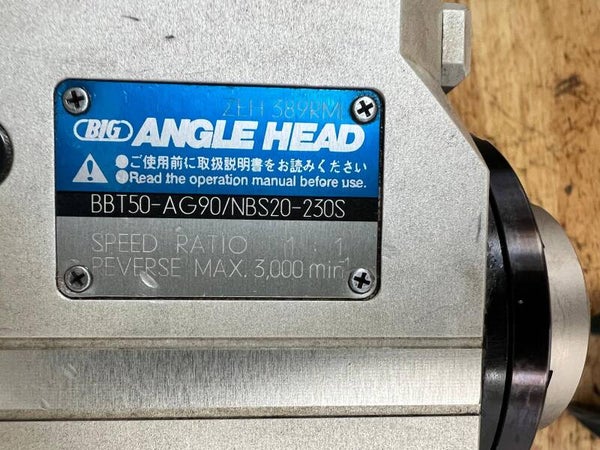 ZEH 389RM
BIG ANGLE HEAD
●ご使用前に取扱説明書をお読みください
●Read the operation manual before use.
BBT50-AG90/NBS20-230S
SPEED RATIO 1 : 1
REVERSE MAX. 3,000 min⁻¹